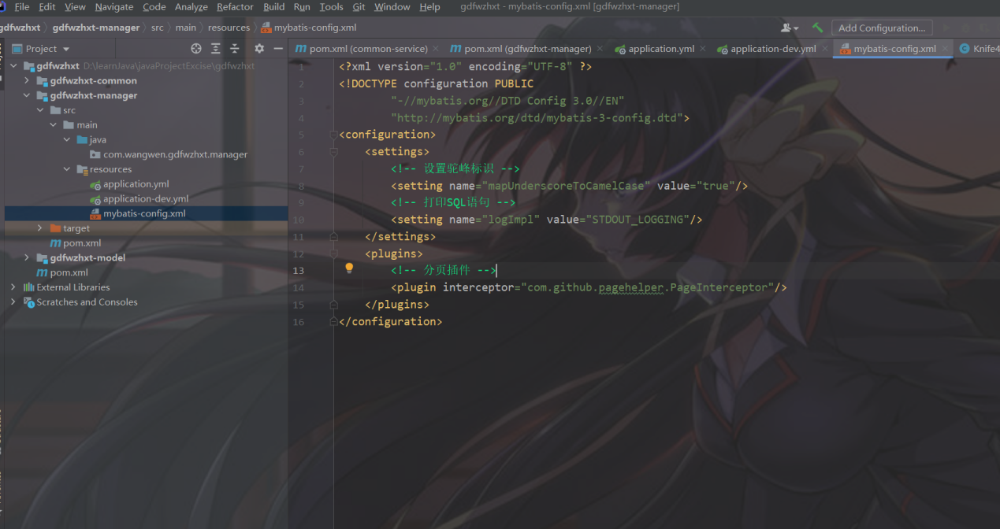 File Edit View Navigate Code Analyze Refactor Build Run Tools Git Window Help gdfwzhxt - mybatis-config.xml [gdfwzhxt-manager]
gdfwzhxt gdfwzhxt-manager src main resources mybatis-config.xml Add Configuration...
Project
pom.xml (common-service) pom.xml (gdfwzhxt-manager) application.yml application-dev.yml mybatis-config.xml Knife4
gdfwzhxt D:\learnJava\javaProjectExcise\gdfwzhxt
gdfwzhxt-common
gdfwzhxt-manager
src
main
java
com.wangwen.gdfwzhxt.manager
resources
application.yml
application-dev.yml
mybatis-config.xml
target
pom.xml
gdfwzhxt-model
pom.xml
External Libraries
Scratches and Consoles
1 <?xml version="1.0" encoding="UTF-8" ?>
2 <!DOCTYPE configuration PUBLIC
3 "-//mybatis.org//DTD Config 3.0//EN"
4 "http://mybatis.org/dtd/mybatis-3-config.dtd">
5 <configuration>
6 <settings>
7 <!-- 设置驼峰标识 -->
8 <setting name="mapUnderscoreToCamelCase" value="true"/>
9 <!-- 打印SQL语句 -->
10 <setting name="logImpl" value="STDOUT_LOGGING"/>
11 </settings>
12 <plugins>
13 <!-- 分页插件 -->
14 <plugin interceptor="com.github.pagehelper.PageInterceptor"/>
15 </plugins>
16 </configuration>